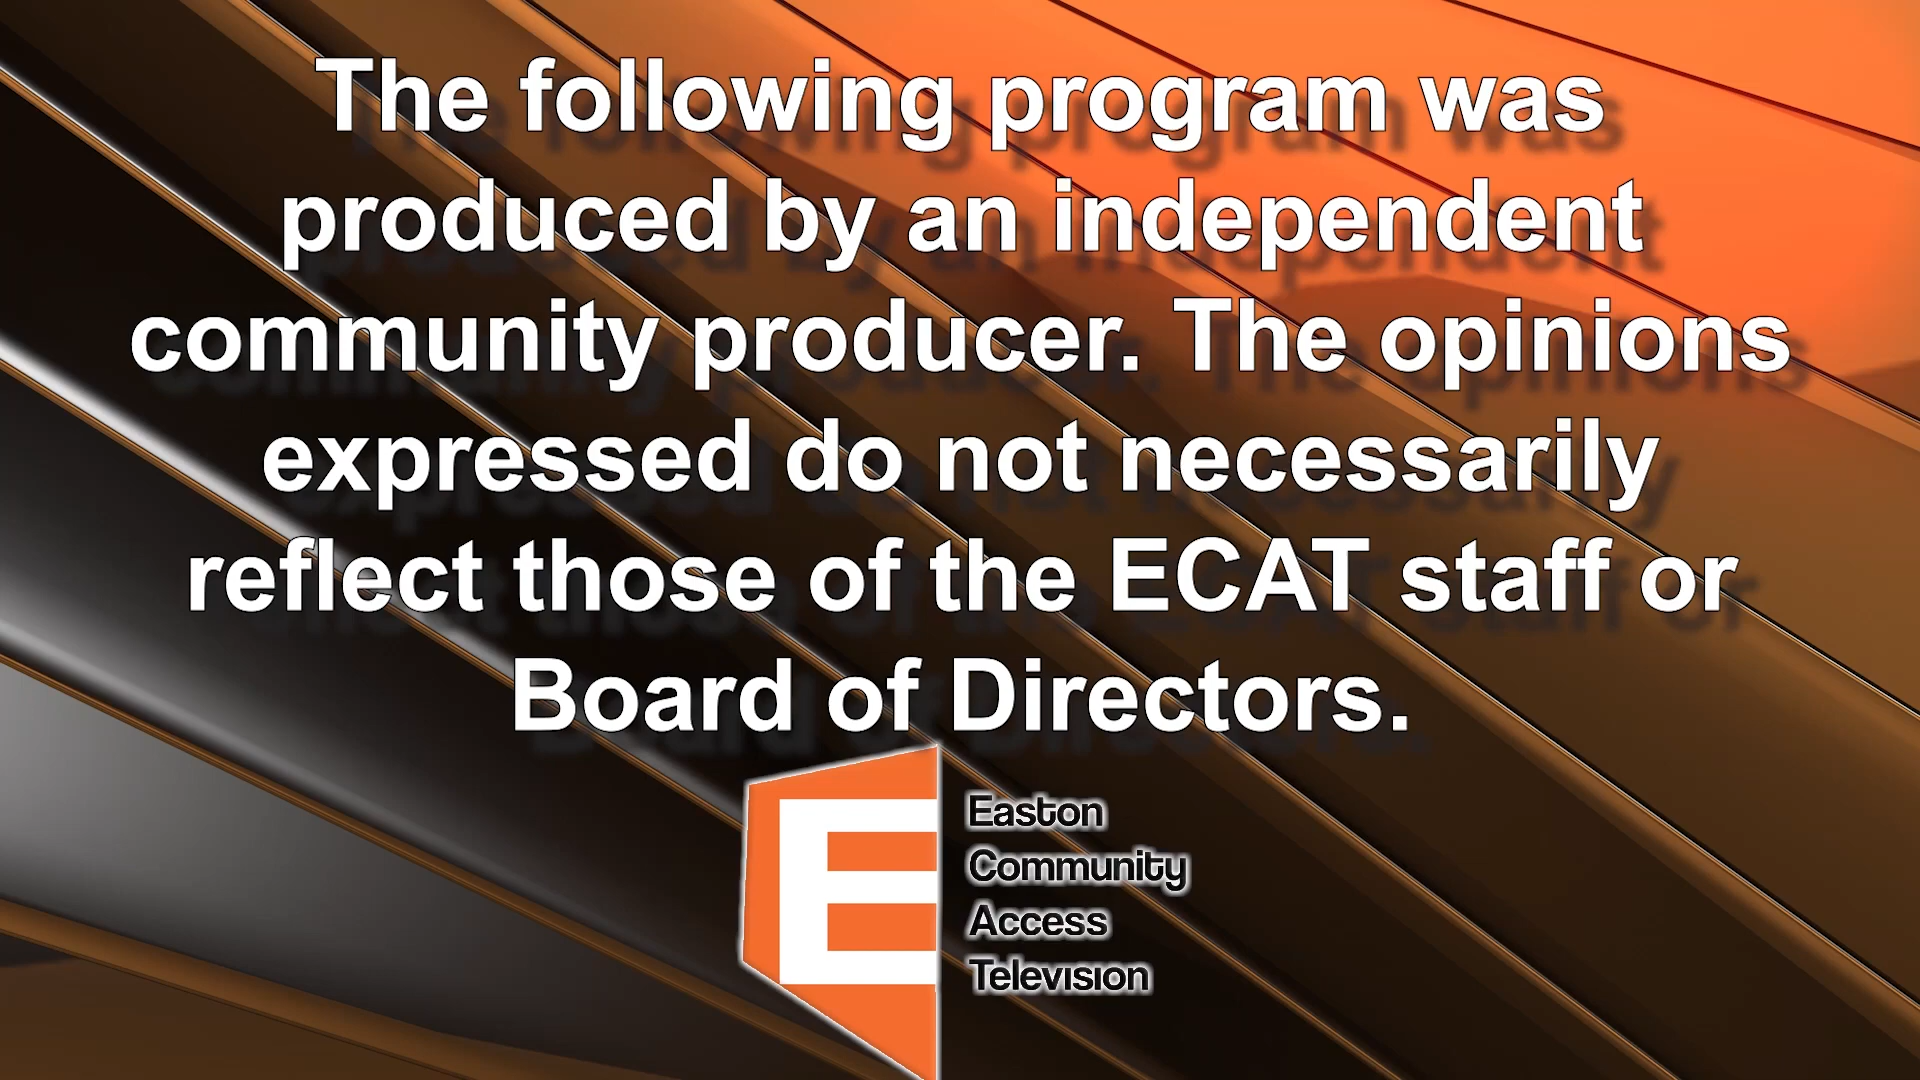 The following program was
produced by an independent
community producer. The opinions
expressed do not necessarily
reflect those of the ECAT staff or
Board of Directors.
E
Easton
Community
Access
Television